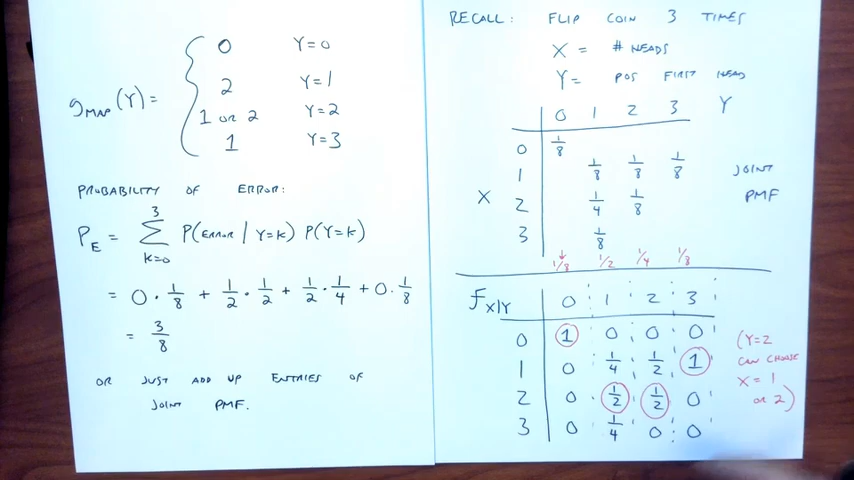 g_MAP (Y) = { 0 Y=0
2 Y=1
1 OR 2 Y=2
1 Y=3
PROBABILITY OF ERROR:
P_E = Σ_{K=0}^{3} P(ERROR | Y=K) P(Y=K)
= 0 · 1/8 + 1/2 · 1/2 + 1/2 · 1/4 + 0 · 1/8
= 3/8
OR JUST ADD UP ENTRIES OF
JOINT PMF.
RECALL: FLIP COIN 3 TIMES
X = # HEADS
Y = POS FIRST HEAD
0 1 2 3 Y
0 1/8
1 1/8 1/8 1/8 JOINT
X 2 1/4 1/8 PMF
3 1/8
1/8 1/2 1/4 1/8
f_X|Y 0 1 2 3
0 1 0 0 0
1 0 1/4 1/2 1
2 0 1/2 1/2 0
3 0 1/4 0 0
(Y=2
CAN CHOOSE
X = 1
OR 2)